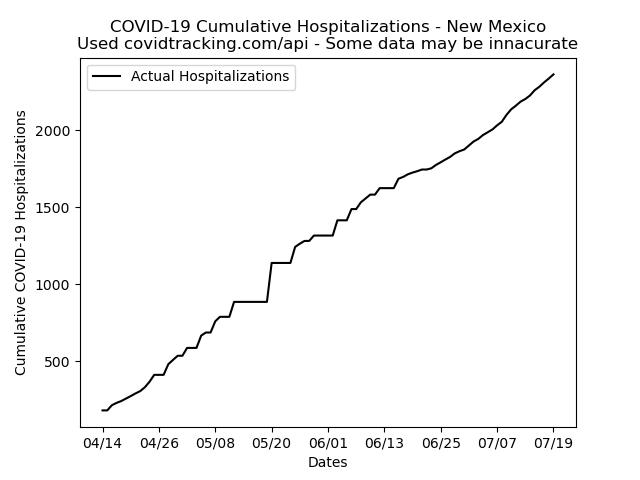 COVID-19 Cumulative Hospitalizations - New Mexico
Used covidtracking.com/api - Some data may be innacurate
Actual Hospitalizations
Cumulative COVID-19 Hospitalizations
2000
1500
1000
500
04/14 04/26 05/08 05/20 06/01 06/13 06/25 07/07 07/19
Dates